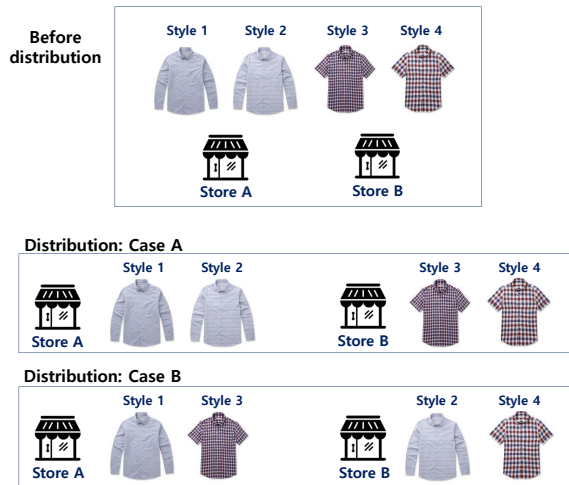 Before
distribution
Style 1 Style 2 Style 3 Style 4
Store A Store B
Distribution: Case A
Style 1 Style 2 Style 3 Style 4
Store A Store B
Distribution: Case B
Style 1 Style 3 Style 2 Style 4
Store A Store B